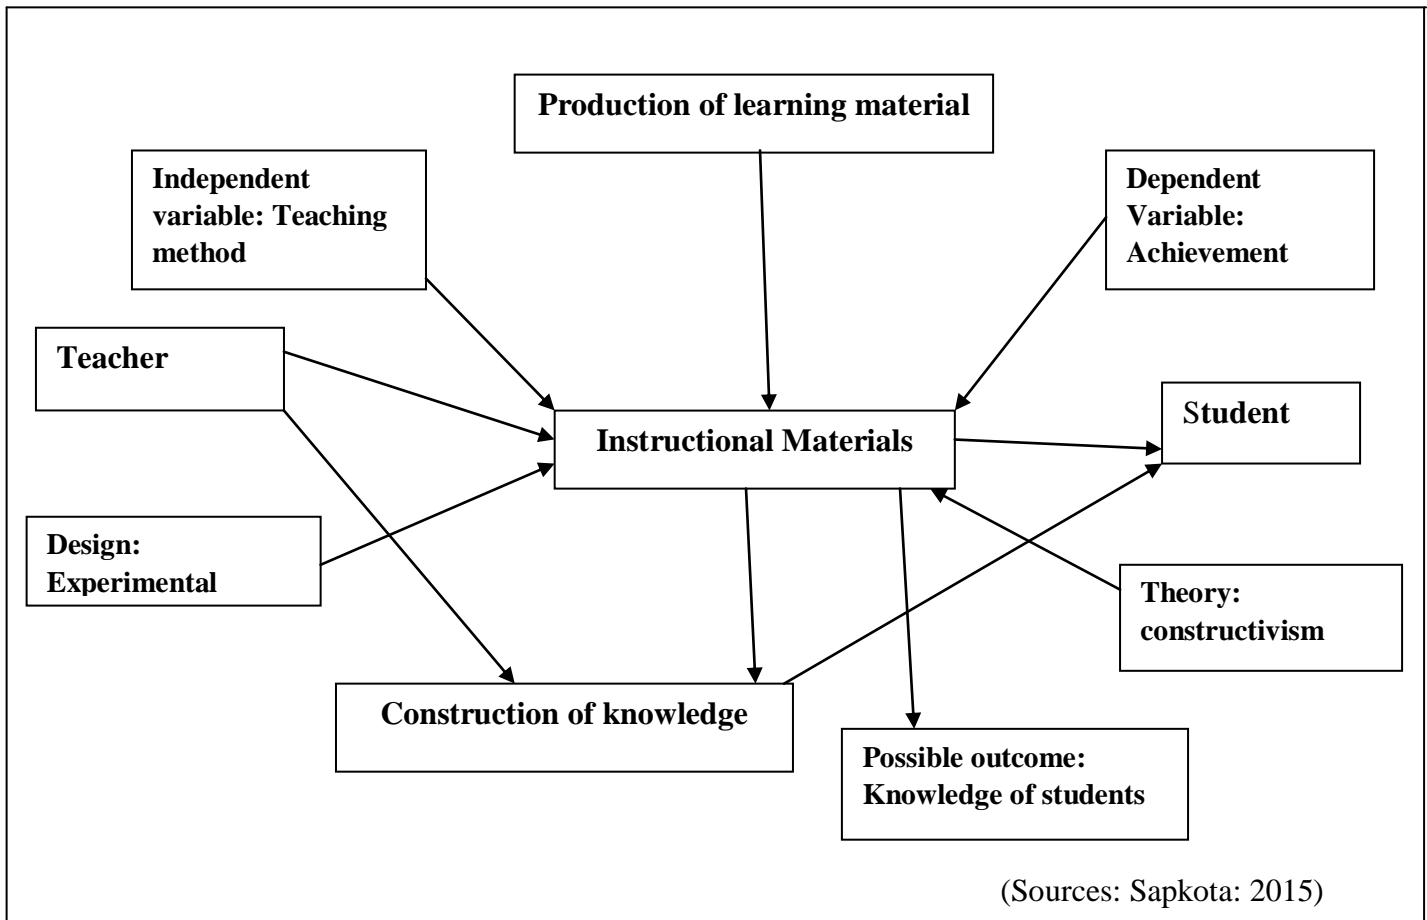 Production of learning material
Independent
variable: Teaching
method
Dependent
Variable:
Achievement
Teacher
Instructional Materials
Student
Design:
Experimental
Theory:
constructivism
Construction of knowledge
Possible outcome:
Knowledge of students
(Sources: Sapkota: 2015)